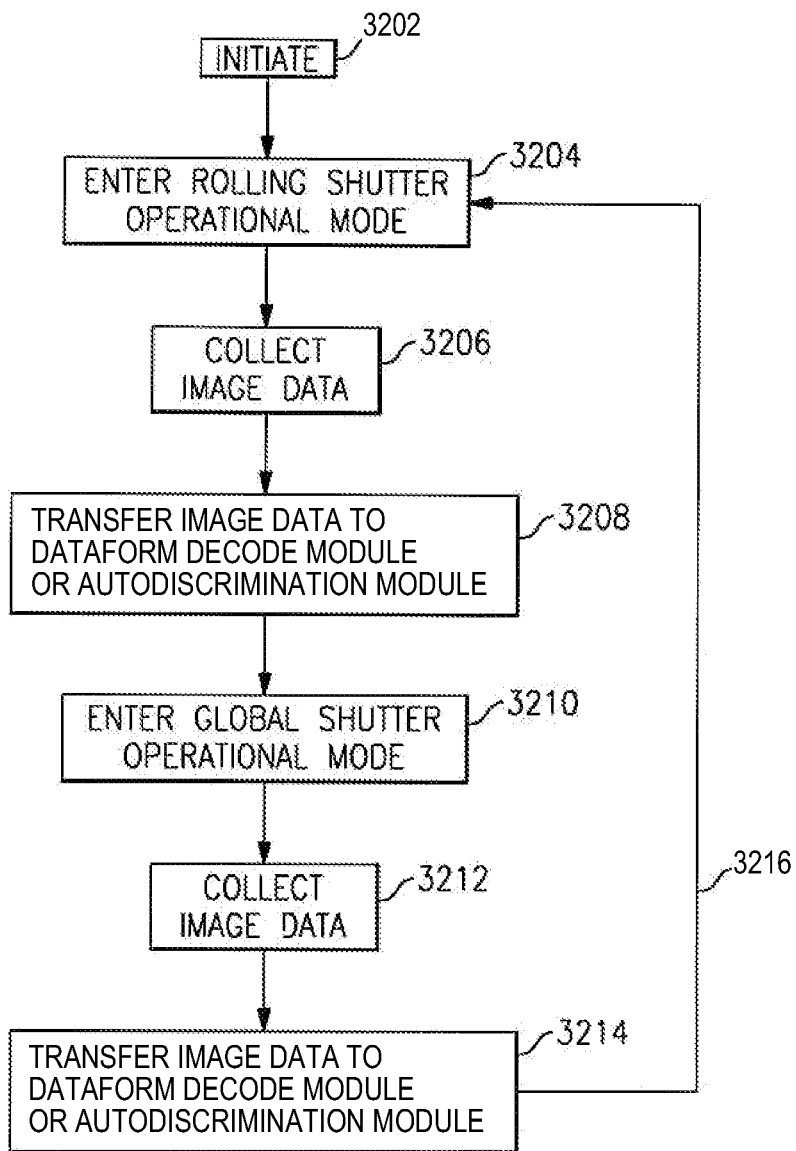 3202
INITIATE
3204
ENTER ROLLING SHUTTER
OPERATIONAL MODE
3206
COLLECT
IMAGE DATA
3208
TRANSFER IMAGE DATA TO
DATAFORM DECODE MODULE
OR AUTODISCRIMINATION MODULE
3210
ENTER GLOBAL SHUTTER
OPERATIONAL MODE
3212
COLLECT
IMAGE DATA
3216
3214
TRANSFER IMAGE DATA TO
DATAFORM DECODE MODULE
OR AUTODISCRIMINATION MODULE